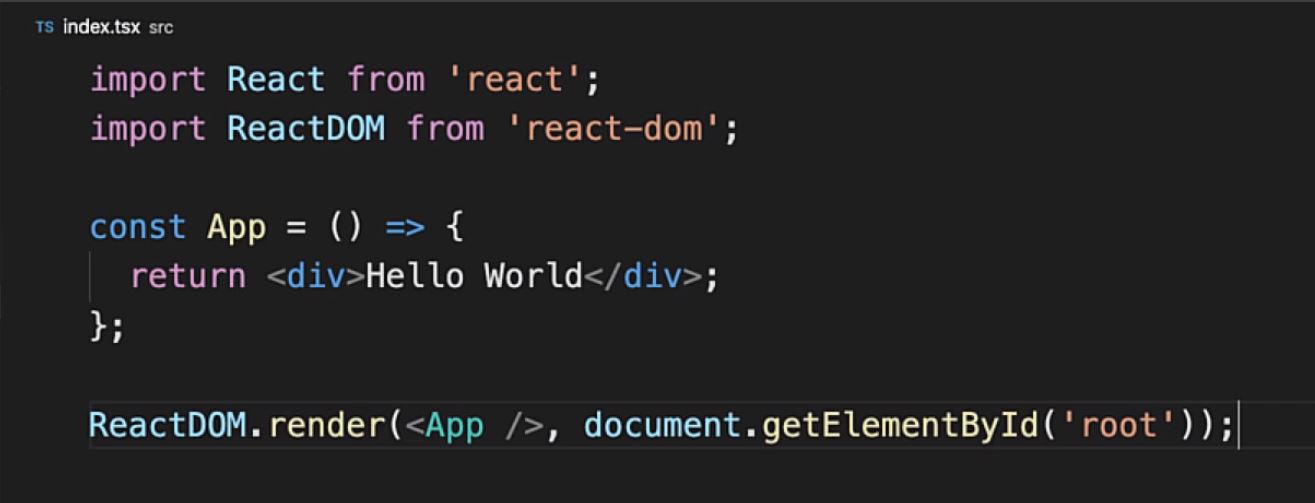 TS index.tsx src
import React from 'react';
import ReactDOM from 'react-dom';
const App = () => {
  return <div>Hello World</div>;
};
ReactDOM.render(<App />, document.getElementById('root'));